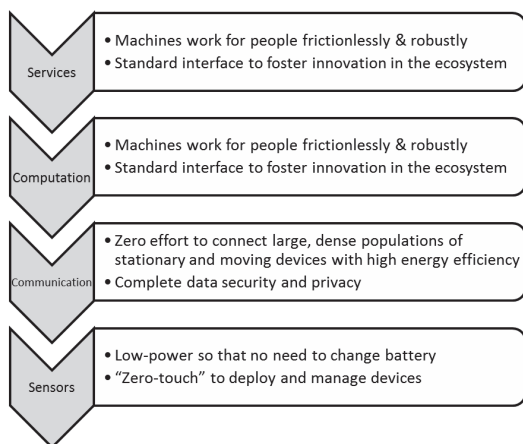 Services
• Machines work for people frictionlessly & robustly
• Standard interface to foster innovation in the ecosystem
Computation
• Machines work for people frictionlessly & robustly
• Standard interface to foster innovation in the ecosystem
Communication
• Zero effort to connect large, dense populations of
stationary and moving devices with high energy efficiency
• Complete data security and privacy
Sensors
• Low-power so that no need to change battery
• “Zero-touch” to deploy and manage devices